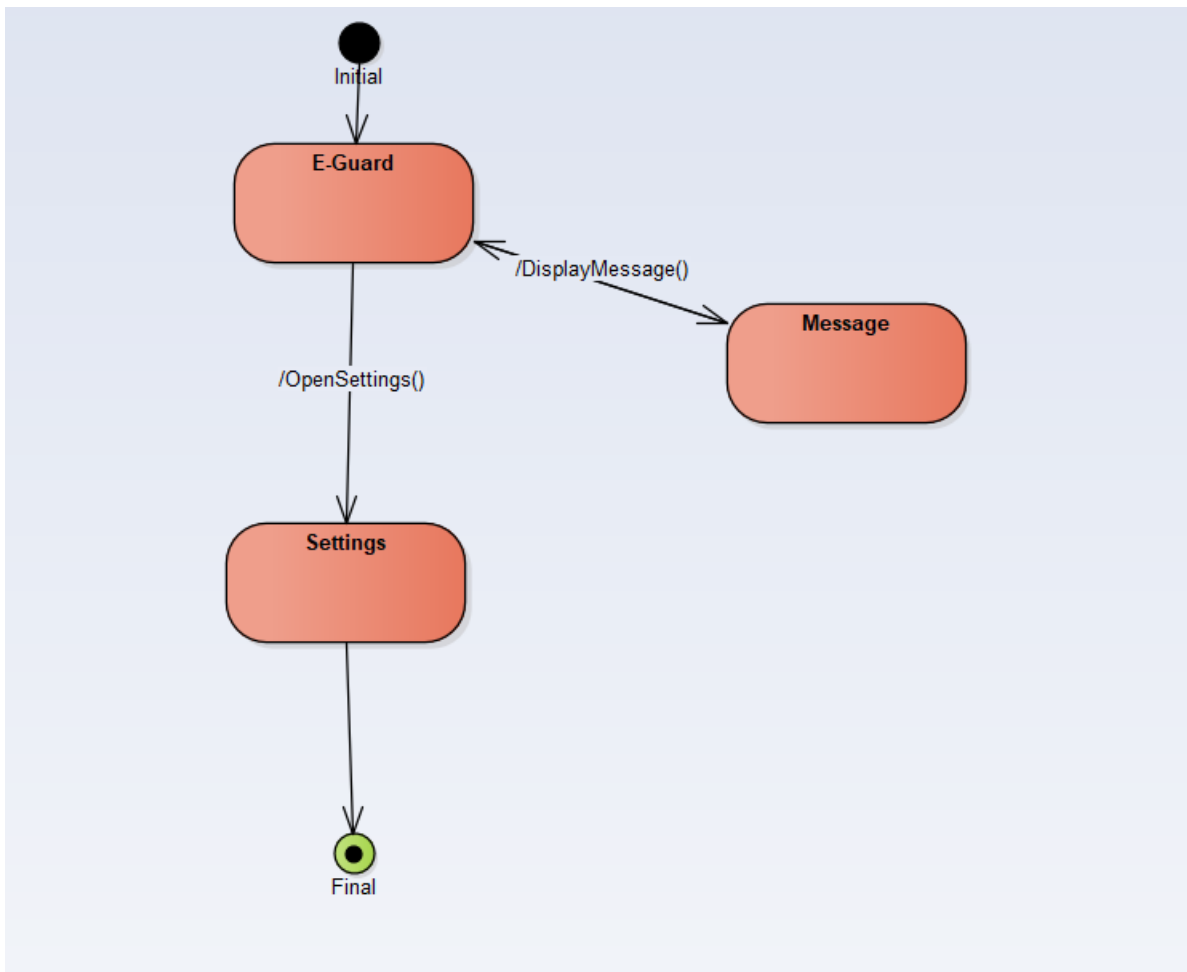 Initial
E-Guard
/DisplayMessage()
Message
/OpenSettings()
Settings
Final